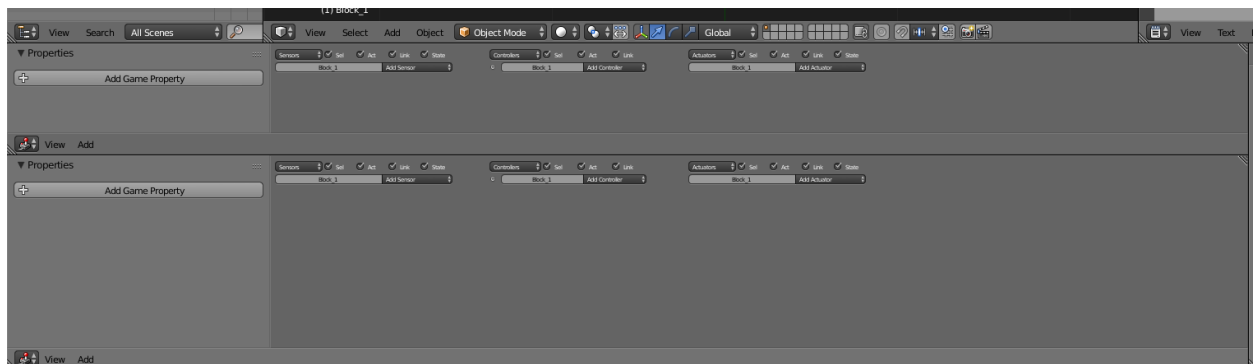 (1) Block_1
View Search All Scenes View Select Add Object Object Mode Global View Text
Properties
Sensors Sel Act Link State Controllers Sel Act Link Actuators Sel Act Link State
Block_1 Add Sensor Block_1 Add Controller Block_1 Add Actuator
Add Game Property
View Add
Properties
Sensors Sel Act Link State Controllers Sel Act Link Actuators Sel Act Link State
Block_1 Add Sensor Block_1 Add Controller Block_1 Add Actuator
Add Game Property
View Add